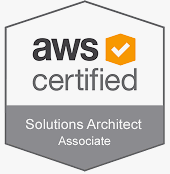 aws
certified
Solutions Architect
Associate